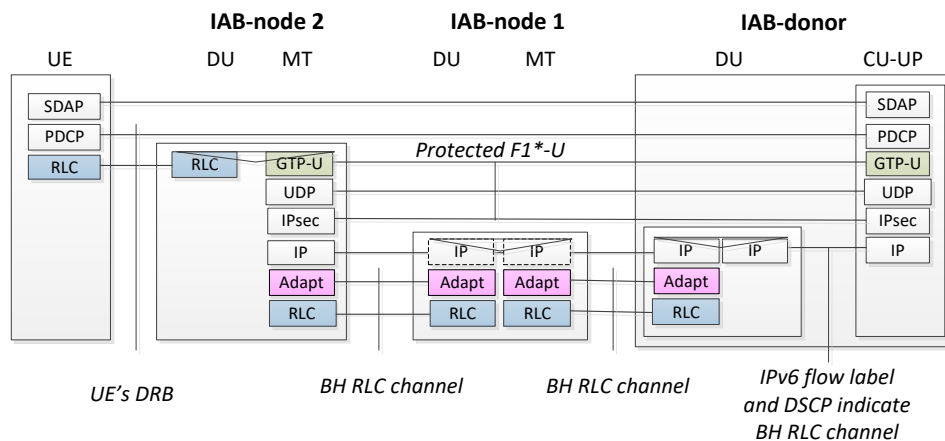 IAB-node 2 IAB-node 1 IAB-donor
UE DU MT DU MT DU CU-UP
SDAP SDAP
PDCP PDCP
RLC RLC GTP-U Protected F1*-U GTP-U
UDP UDP
IPsec IPsec
IP IP IP IP IP IP
Adapt Adapt Adapt Adapt
RLC RLC RLC RLC
UE's DRB BH RLC channel BH RLC channel IPv6 flow label
and DSCP indicate
BH RLC channel